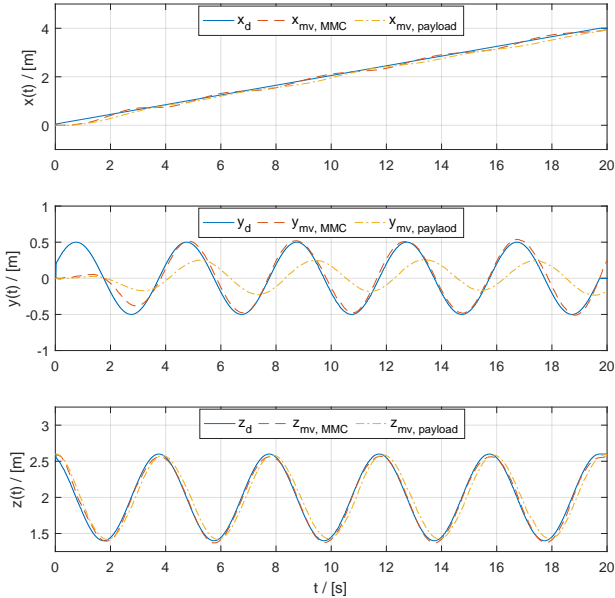 x_d x_mv, MMC x_mv, payload
4
2
0
x(t) / [m]
0 2 4 6 8 10 12 14 16 18 20
y_d y_mv, MMC y_mv, paylaod
1
0.5
0
-0.5
-1
y(t) / [m]
0 2 4 6 8 10 12 14 16 18 20
z_d z_mv, MMC z_mv, payload
3
2.5
2
1.5
z(t) / [m]
0 2 4 6 8 10 12 14 16 18 20
t / [s]